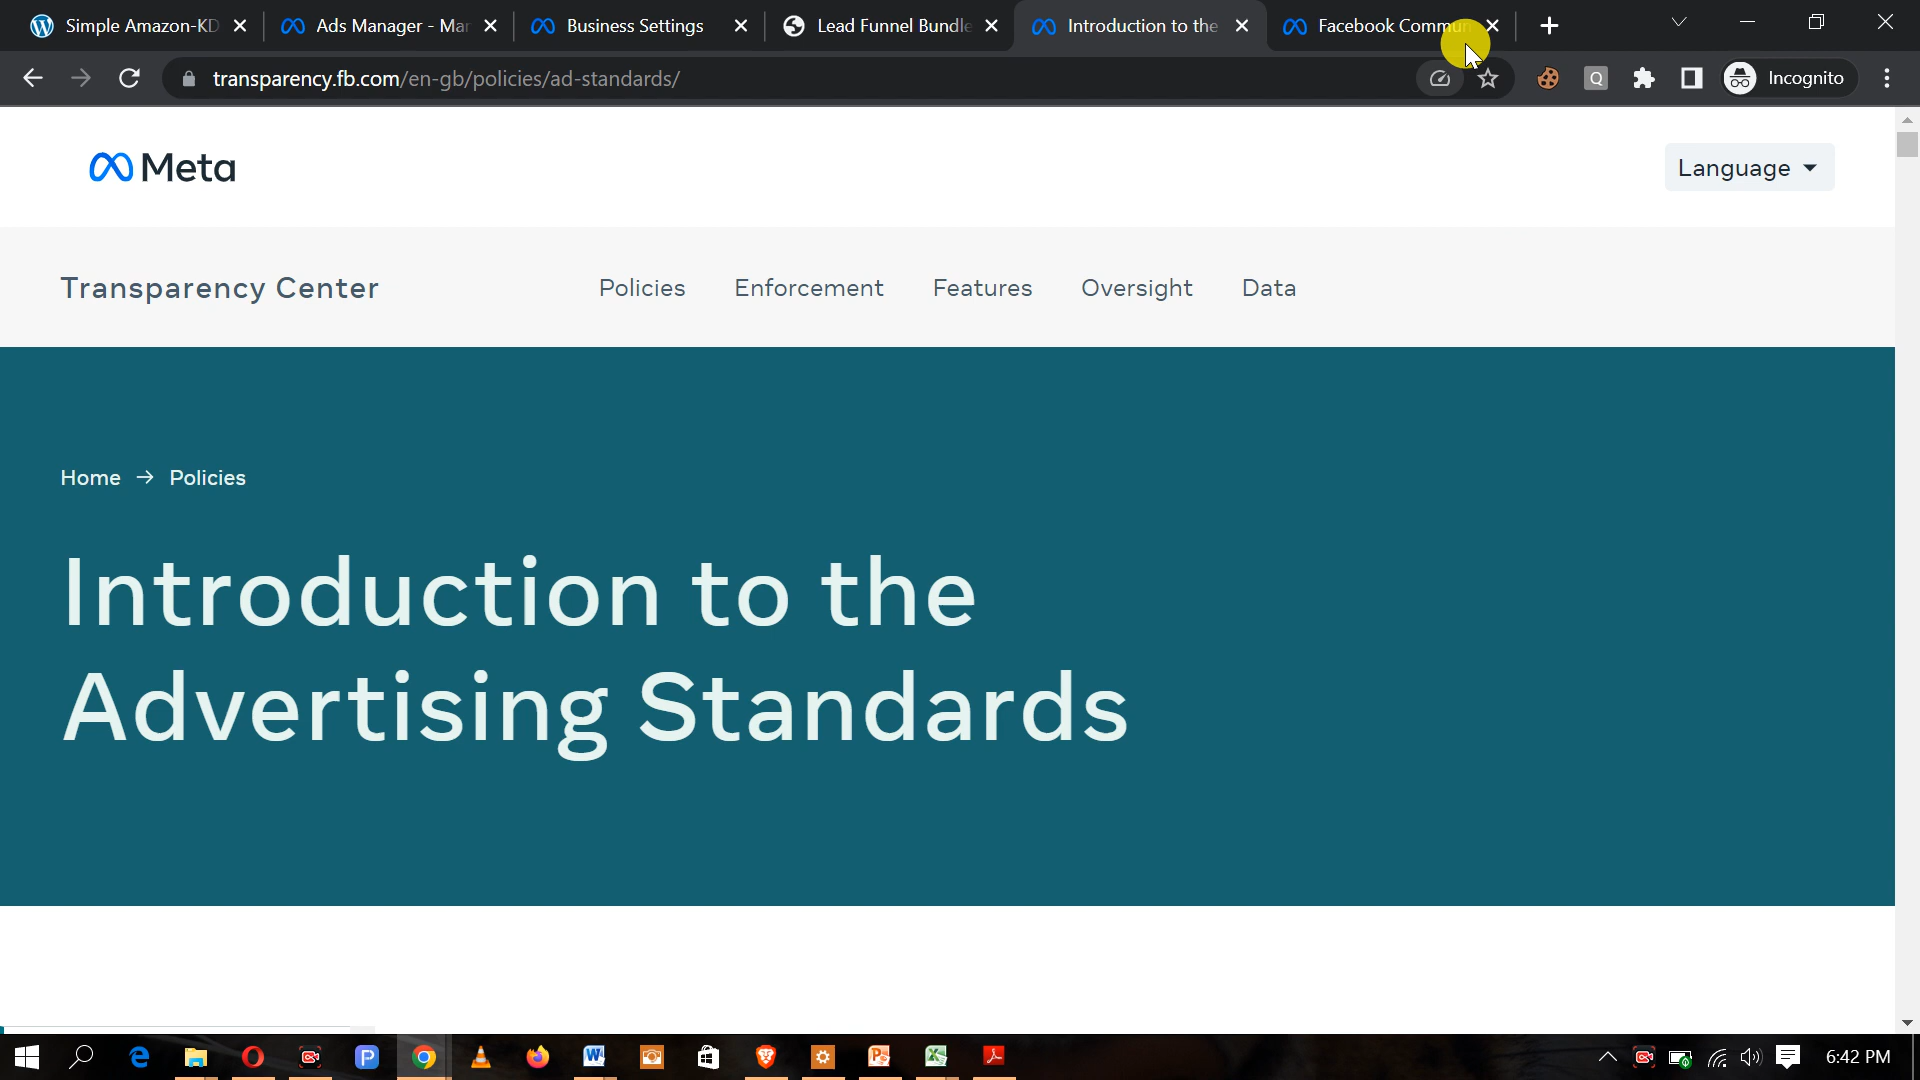 Simple Amazon-KD
Ads Manager - Mar
Business Settings
Lead Funnel Bundle
Introduction to the
Facebook Commun
transparency.fb.com/en-gb/policies/ad-standards/
Q
Incognito
Meta
Language
Transparency Center
Policies
Enforcement
Features
Oversight
Data
Home → Policies
Introduction to the
Advertising Standards
6:42 PM